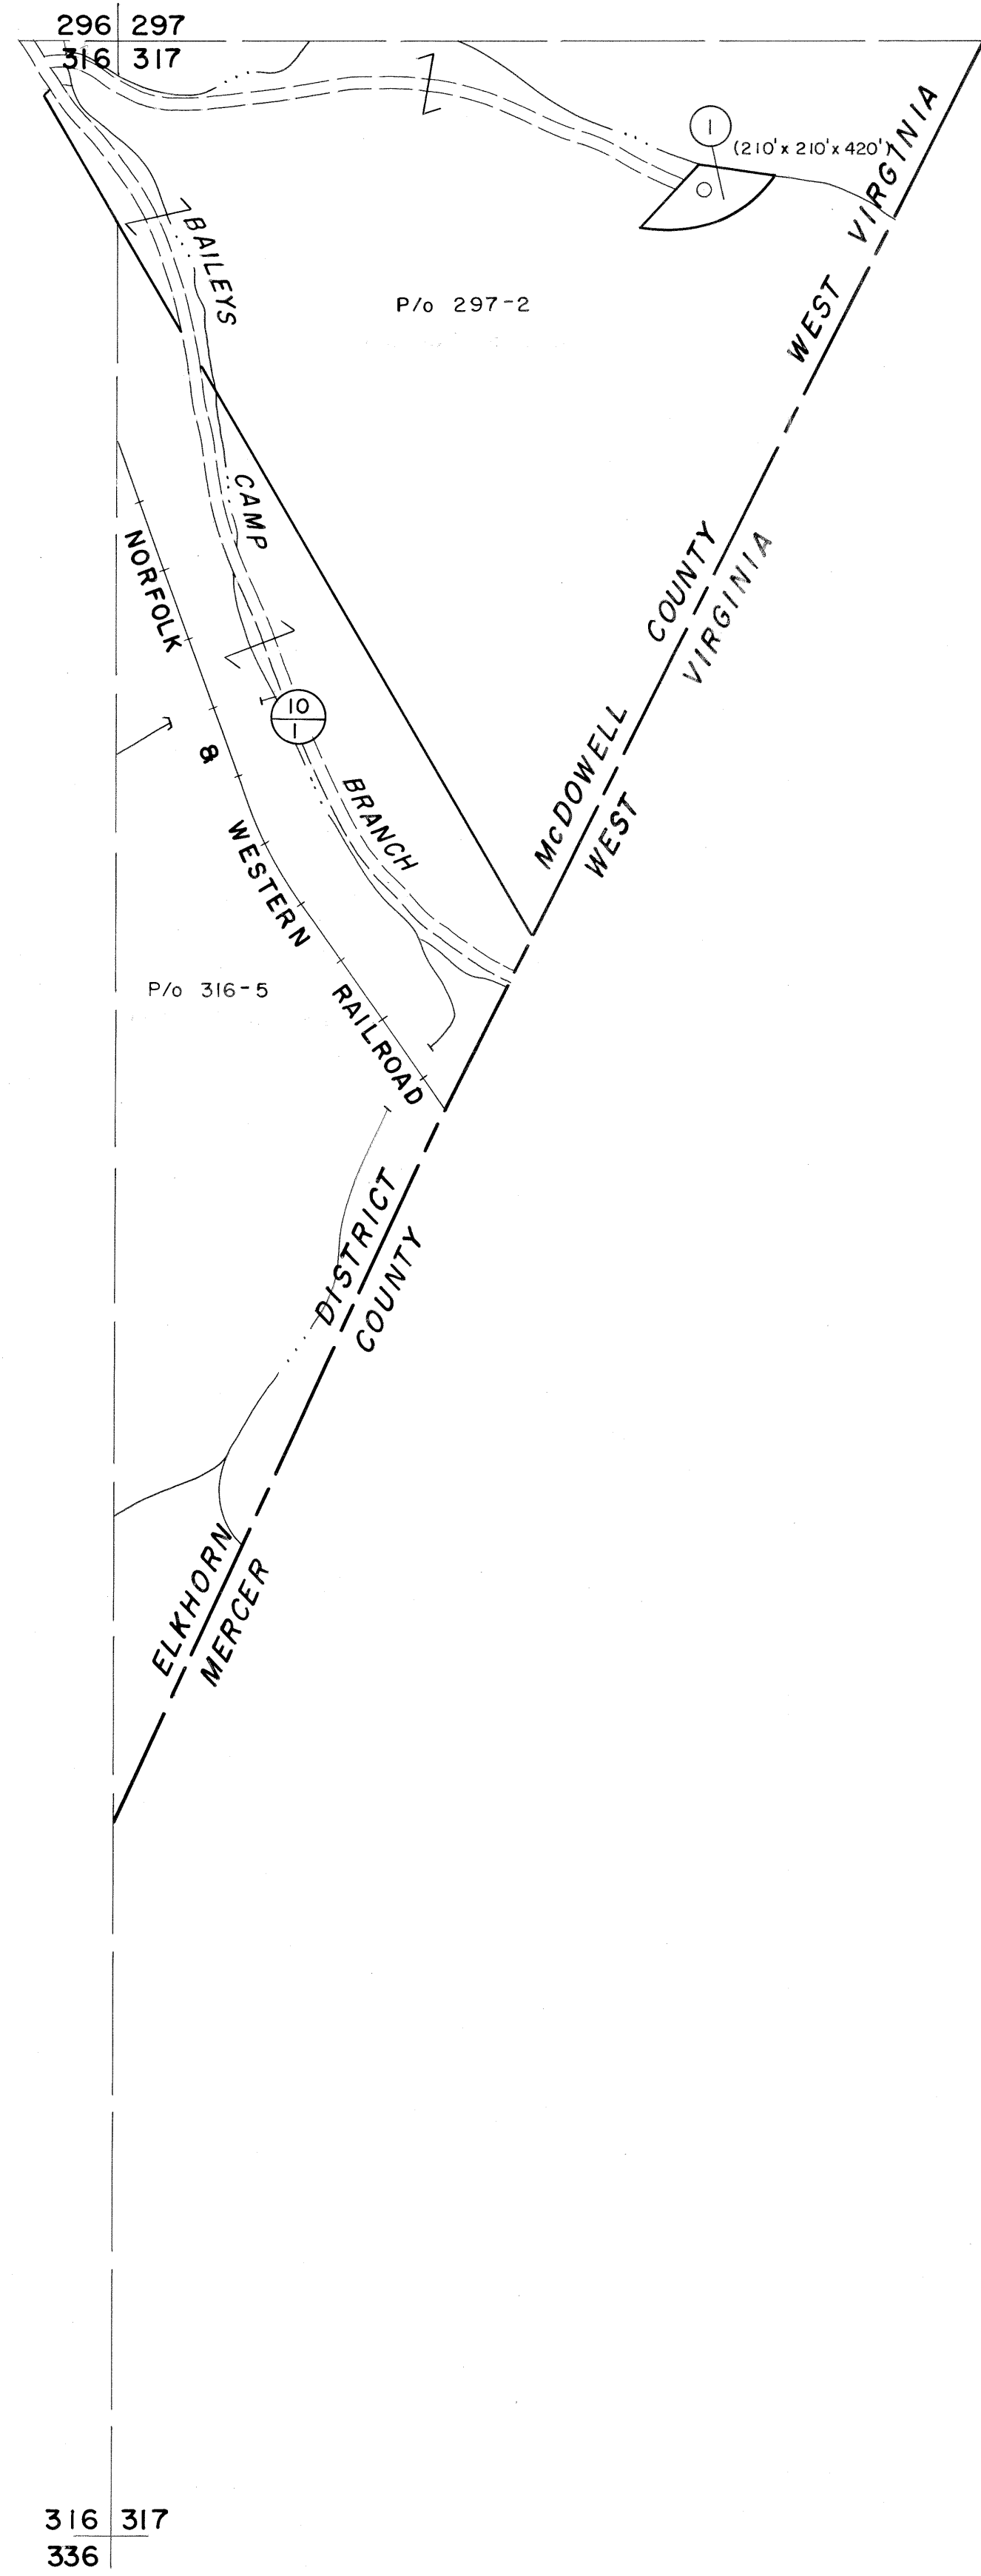 296 297
316 317
1
(210'x 210'x 420')
P/o 297-2
BAILEYS CAMP BRANCH
10
1
NORFOLK & WESTERN RAILROAD
P/o 316-5
ELKHORN DISTRICT McDOWELL COUNTY WEST VIRGINIA
MERCER COUNTY WEST VIRGINIA
316 317
336